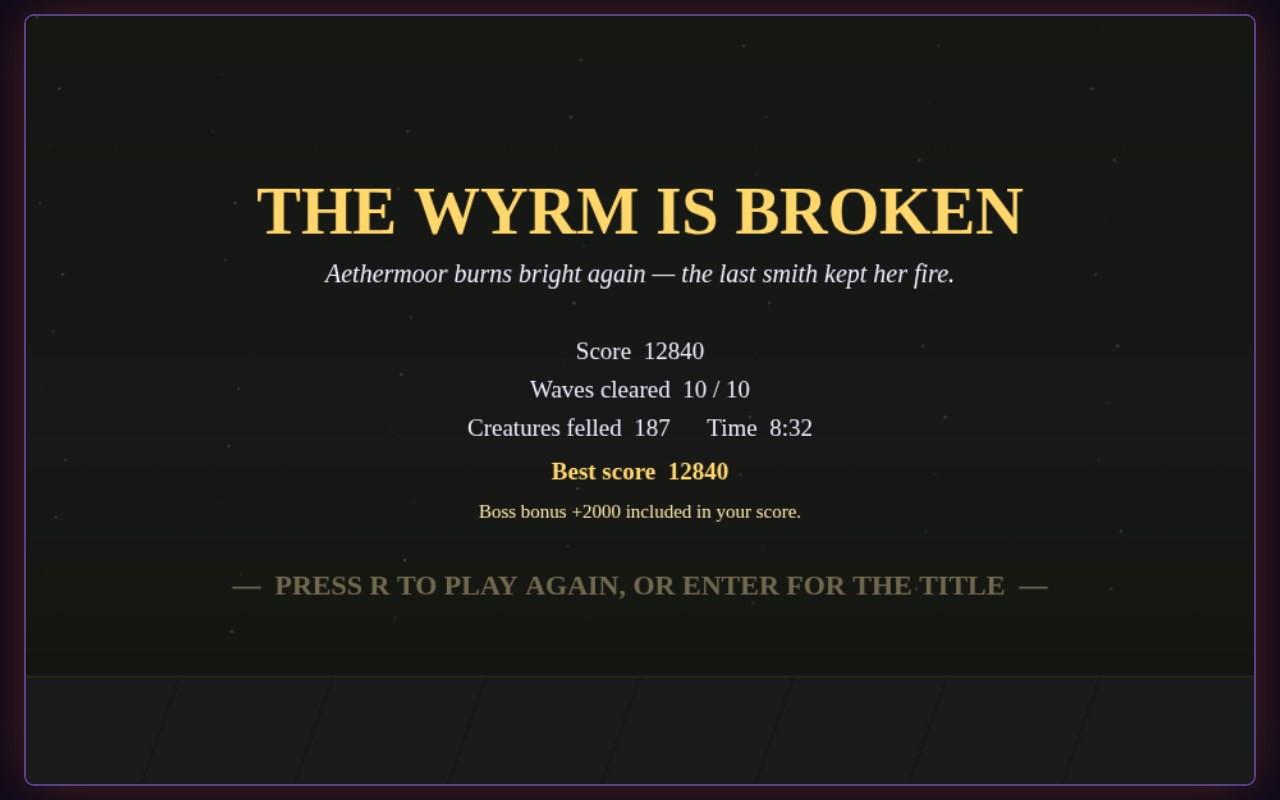 THE WYRM IS BROKEN
Aethermoor burns bright again — the last smith kept her fire.
Score 12840
Waves cleared 10 / 10
Creatures felled 187 Time 8:32
Best score 12840
Boss bonus +2000 included in your score.
— PRESS R TO PLAY AGAIN, OR ENTER FOR THE TITLE —